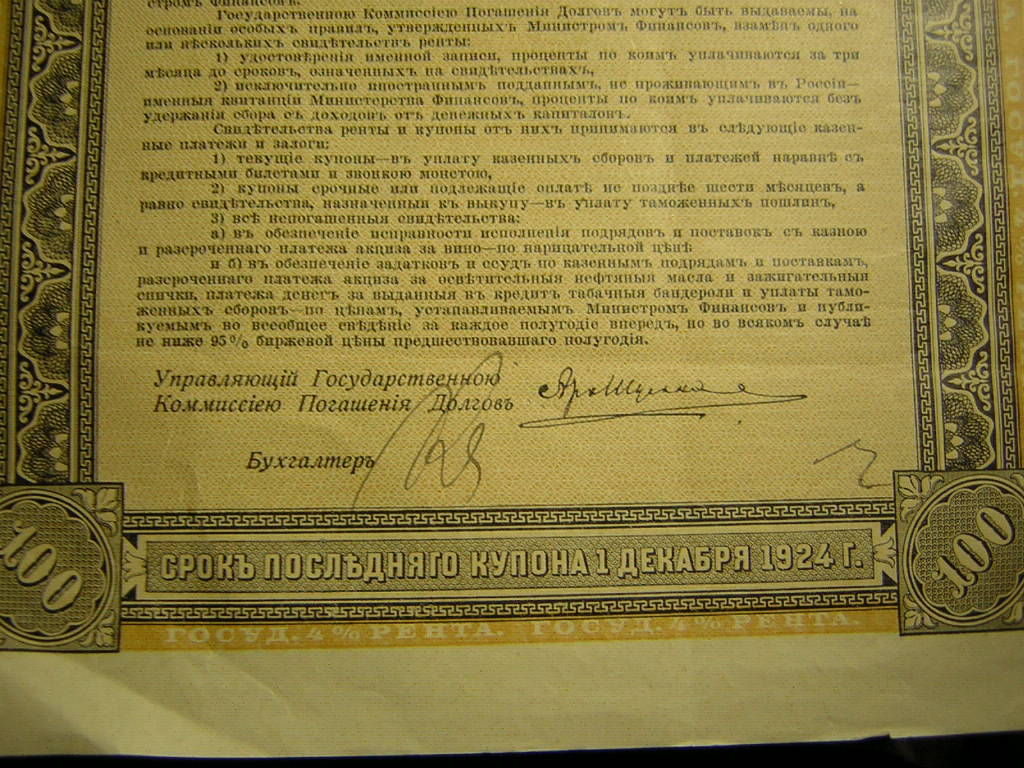 стромъ Финансовъ.
Государственною Коммиссіею Погашенія Долговъ могутъ быть выдаваемы, на
основаніи особыхъ правилъ, утвержденныхъ Министромъ Финансовъ, взамѣнъ одного
или нѣсколькихъ свидѣтельствъ ренты:
1) удостовѣренія именной записи, проценты по коимъ уплачиваются за три
мѣсяца до сроковъ, означенныхъ на свидѣтельствахъ,
2) исключительно иностраннымъ подданнымъ, не проживающимъ въ Россіи—
именныя квитанціи Министерства Финансовъ, проценты по коимъ уплачиваются безъ
удержанія сбора съ доходовъ отъ денежныхъ капиталовъ.
Свидѣтельства ренты и купоны отъ нихъ принимаются въ слѣдующіе казен-
ные платежи и залоги:
1) текущіе купоны—въ уплату казенныхъ сборовъ и платежей наравнѣ съ
кредитными билетами и звонкою монетою,
2) купоны срочные или подлежащіе оплатѣ не позднѣе шести мѣсяцевъ, а
равно свидѣтельства, назначенныя къ выкупу—въ уплату таможенныхъ пошлинъ,
3) всѣ непогашенныя свидѣтельства:
а) въ обезпеченіе исправности исполненія подрядовъ и поставокъ съ казною
и разсроченнаго платежа акциза за вино—по нарицательной цѣнѣ
и б) въ обезпеченіе задатковъ и ссудъ по казеннымъ подрядамъ и поставкамъ,
разсроченнаго платежа акциза за освѣтительныя нефтяныя масла и зажигательныя
спички, платежа денегъ за выданныя въ кредитъ табачныя бандероли и уплаты тамо-
женныхъ сборовъ—по цѣнамъ, устанавливаемымъ Министромъ Финансовъ и публи-
куемымъ во всеобщее свѣдѣніе за каждое полугодіе впередъ, но во всякомъ случаѣ
не ниже 95% биржевой цѣны предшествовавшаго полугодія.
Управляющій Государственною
Коммиссіею Погашенія Долговъ
Бухгалтеръ
100
СРОКЪ ПОСЛѢДНЯГО КУПОНА 1 ДЕКАБРЯ 1924 Г.
100
ГОСУД. 4% РЕНТА. ГОСУД. 4% РЕНТА.